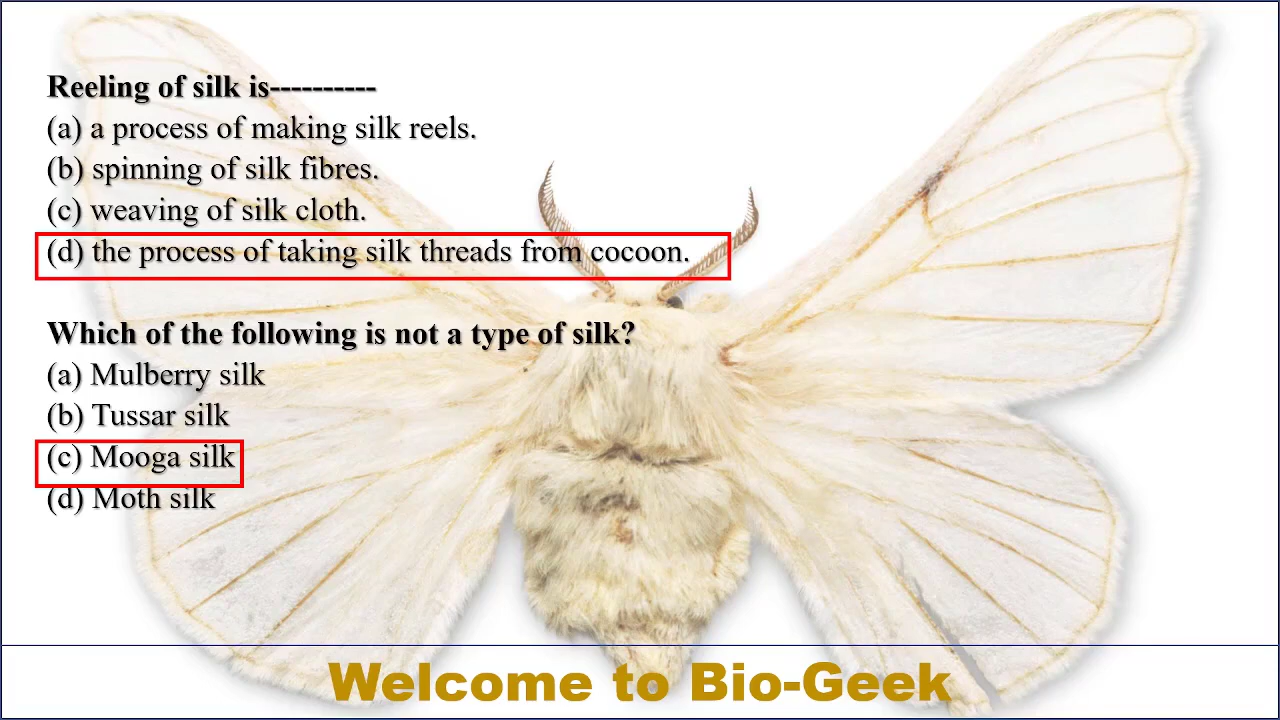 Reeling of silk is----------
(a) a process of making silk reels.
(b) spinning of silk fibres.
(c) weaving of silk cloth.
(d) the process of taking silk threads from cocoon.
Which of the following is not a type of silk?
(a) Mulberry silk
(b) Tussar silk
(c) Mooga silk
(d) Moth silk
Welcome to Bio-Geek